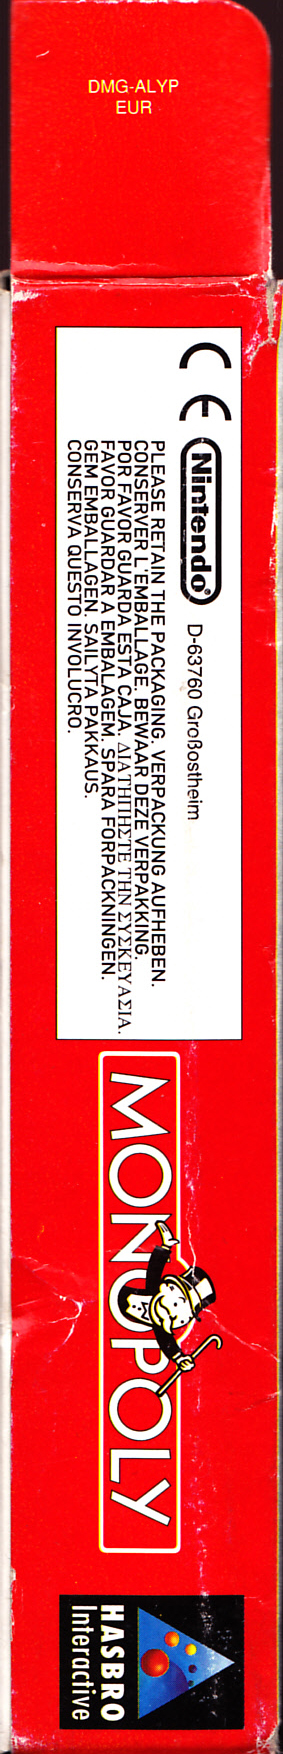 DMG-ALYP
EUR
CE
Nintendo® D-63760 Großostheim
PLEASE RETAIN THE PACKAGING. VERPACKUNG AUFHEBEN.
CONSERVER L'EMBALLAGE. BEWAAR DEZE VERPAKKING.
POR FAVOR GUARDA ESTA CAJA. ΔΙΑΤΗΠΗΣΤΕ ΤΗΝ ΣΥΣΚΕΥΑΣΙΑ.
FAVOR GUARDAR A EMBALAGEM. SPARA FÖRPACKNINGEN.
GEM EMBALLAGEN. SÄILYTÄ PAKKAUS.
CONSERVA QUESTO INVOLUCRO.
MONOPOLY
HASBRO
Interactive